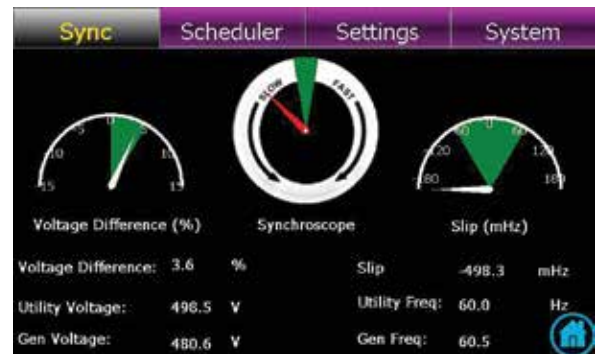 Sync Scheduler Settings System
SLOW FAST
-5 0 5
-10 10
-15 15
-60 0 60
-120 120
-180 180
Voltage Difference (%) Synchroscope Slip (mHz)
Voltage Difference: 3.6 % Slip -498.3 mHz
Utility Voltage: 498.5 V Utility Freq: 60.0 Hz
Gen Voltage: 480.6 V Gen Freq: 60.5